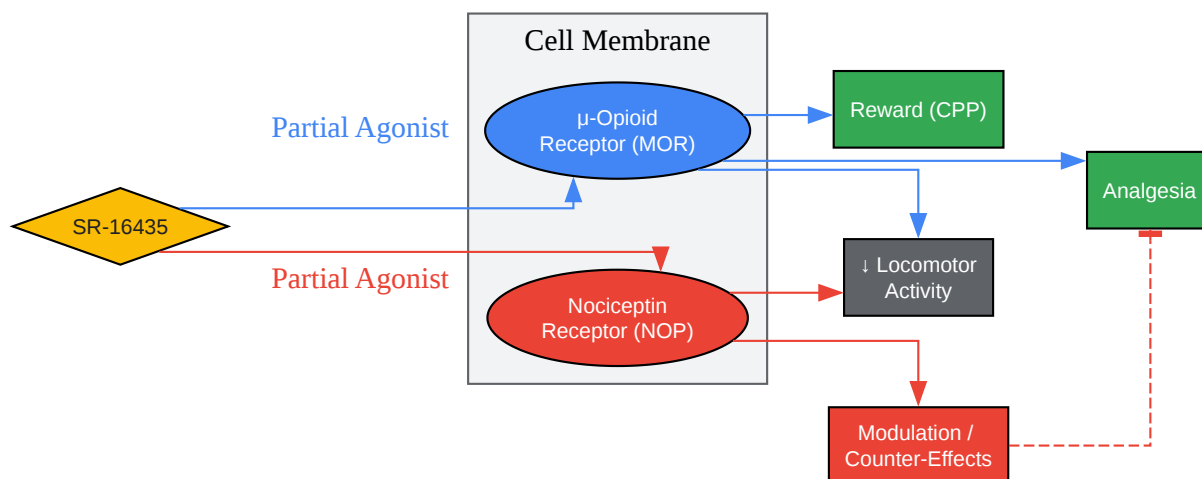 Cell Membrane
Partial Agonist
μ-Opioid
Receptor (MOR)
Reward (CPP)
Analgesia
SR-16435
Partial Agonist
Nociceptin
Receptor (NOP)
↓ Locomotor
Activity
Modulation /
Counter-Effects